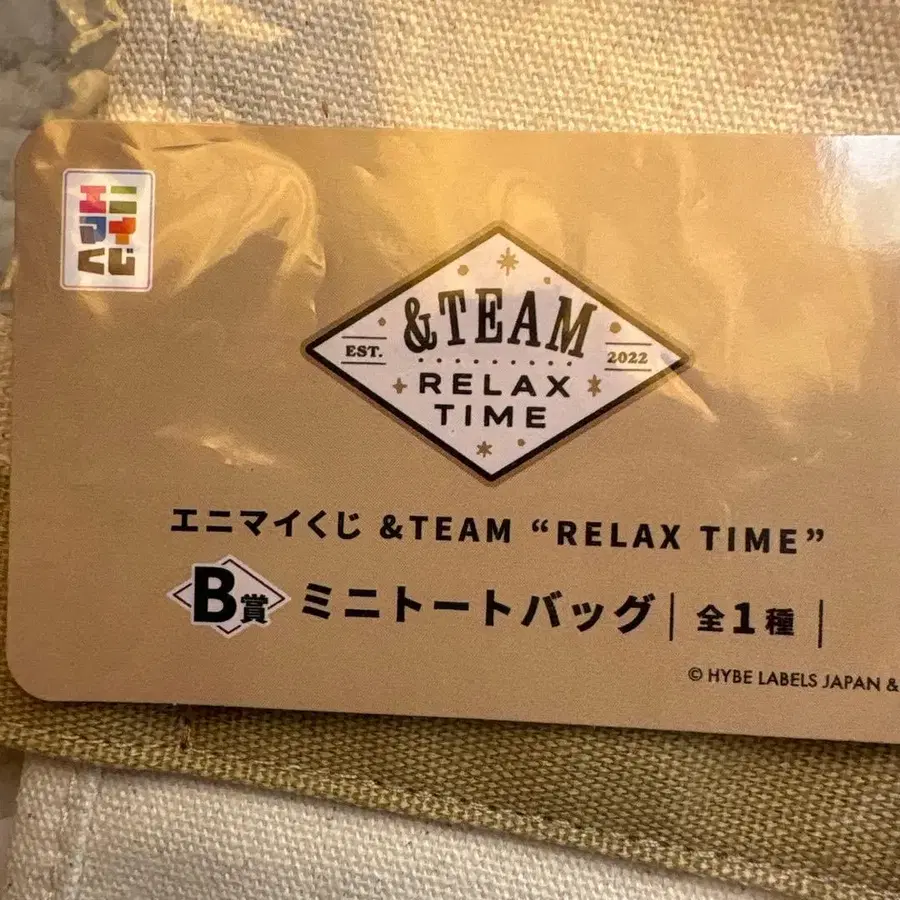 エニマイくじ
&TEAM
EST. 2022
RELAX
TIME
エニマイくじ &TEAM “RELAX TIME”
B賞 ミニトートバッグ | 全1種 |
© HYBE LABELS JAPAN &